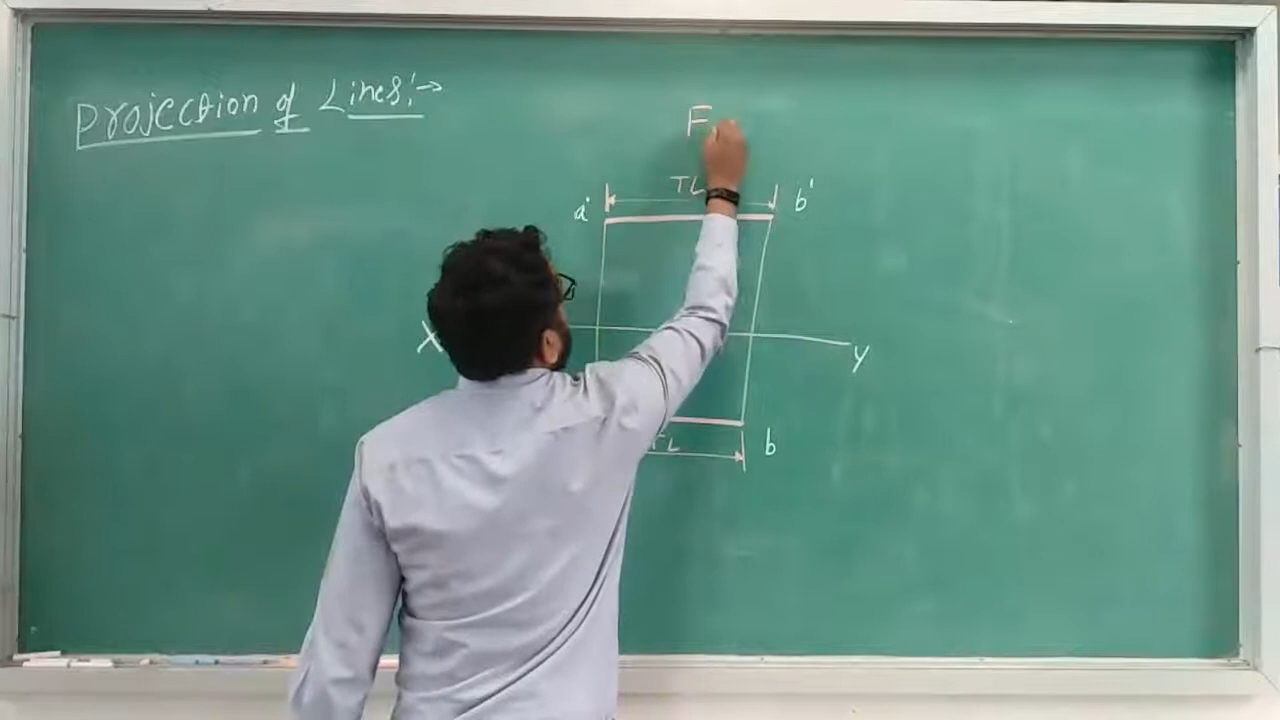 Projection of Lines:→
F
TL
a' b'
X
y
TL
b